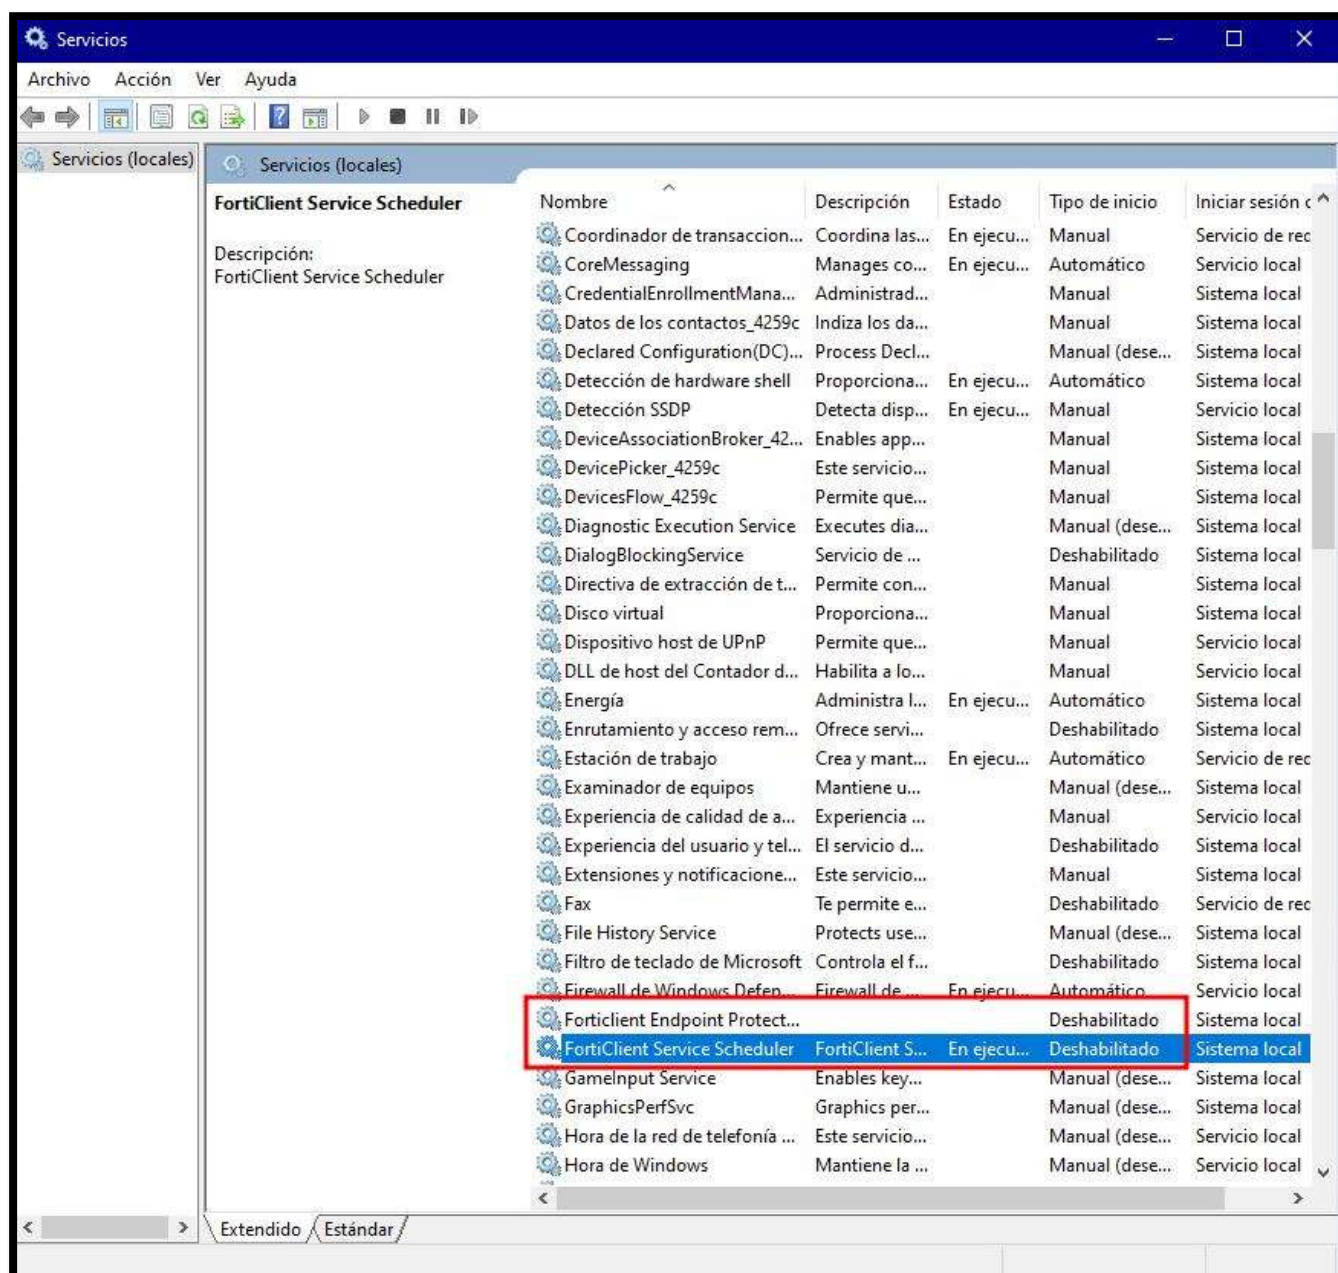 Servicios
Archivo Acción Ver Ayuda
Servicios (locales)
Servicios (locales)
FortiClient Service Scheduler
Descripción:
FortiClient Service Scheduler
Nombre Descripción Estado Tipo de inicio Iniciar sesión c
Coordinador de transaccion... Coordina las... En ejecu... Manual Servicio de rec
CoreMessaging Manages co... En ejecu... Automático Servicio local
CredentialEnrollmentMana... Administrad... Manual Sistema local
Datos de los contactos_4259c Indiza los da... Manual Sistema local
Declared Configuration(DC)... Process Decl... Manual (dese... Sistema local
Detección de hardware shell Proporciona... En ejecu... Automático Sistema local
Detección SSDP Detecta disp... En ejecu... Manual Servicio local
DeviceAssociationBroker_42... Enables app... Manual Sistema local
DevicePicker_4259c Este servicio... Manual Sistema local
DevicesFlow_4259c Permite que... Manual Sistema local
Diagnostic Execution Service Executes dia... Manual (dese... Sistema local
DialogBlockingService Servicio de ... Deshabilitado Sistema local
Directiva de extracción de t... Permite con... Manual Sistema local
Disco virtual Proporciona... Manual Sistema local
Dispositivo host de UPnP Permite que... Manual Servicio local
DLL de host del Contador d... Habilita a lo... Manual Servicio local
Energía Administra l... En ejecu... Automático Sistema local
Enrutamiento y acceso rem... Ofrece servi... Deshabilitado Sistema local
Estación de trabajo Crea y mant... En ejecu... Automático Servicio de rec
Examinador de equipos Mantiene u... Manual (dese... Sistema local
Experiencia de calidad de a... Experiencia ... Manual Servicio local
Experiencia del usuario y tel... El servicio d... Deshabilitado Sistema local
Extensiones y notificacione... Este servicio... Manual Sistema local
Fax Te permite e... Deshabilitado Servicio de rec
File History Service Protects use... Manual (dese... Sistema local
Filtro de teclado de Microsoft Controla el f... Deshabilitado Sistema local
Firewall de Windows Defen... Firewall de ... En ejecu... Automático Servicio local
Forticlient Endpoint Protect... Deshabilitado Sistema local
FortiClient Service Scheduler FortiClient S... En ejecu... Deshabilitado Sistema local
GameInput Service Enables key... Manual (dese... Sistema local
GraphicsPerfSvc Graphics per... Manual (dese... Sistema local
Hora de la red de telefonía ... Este servicio... Manual (dese... Servicio local
Hora de Windows Mantiene la ... Manual (dese... Servicio local
Extendido Estándar